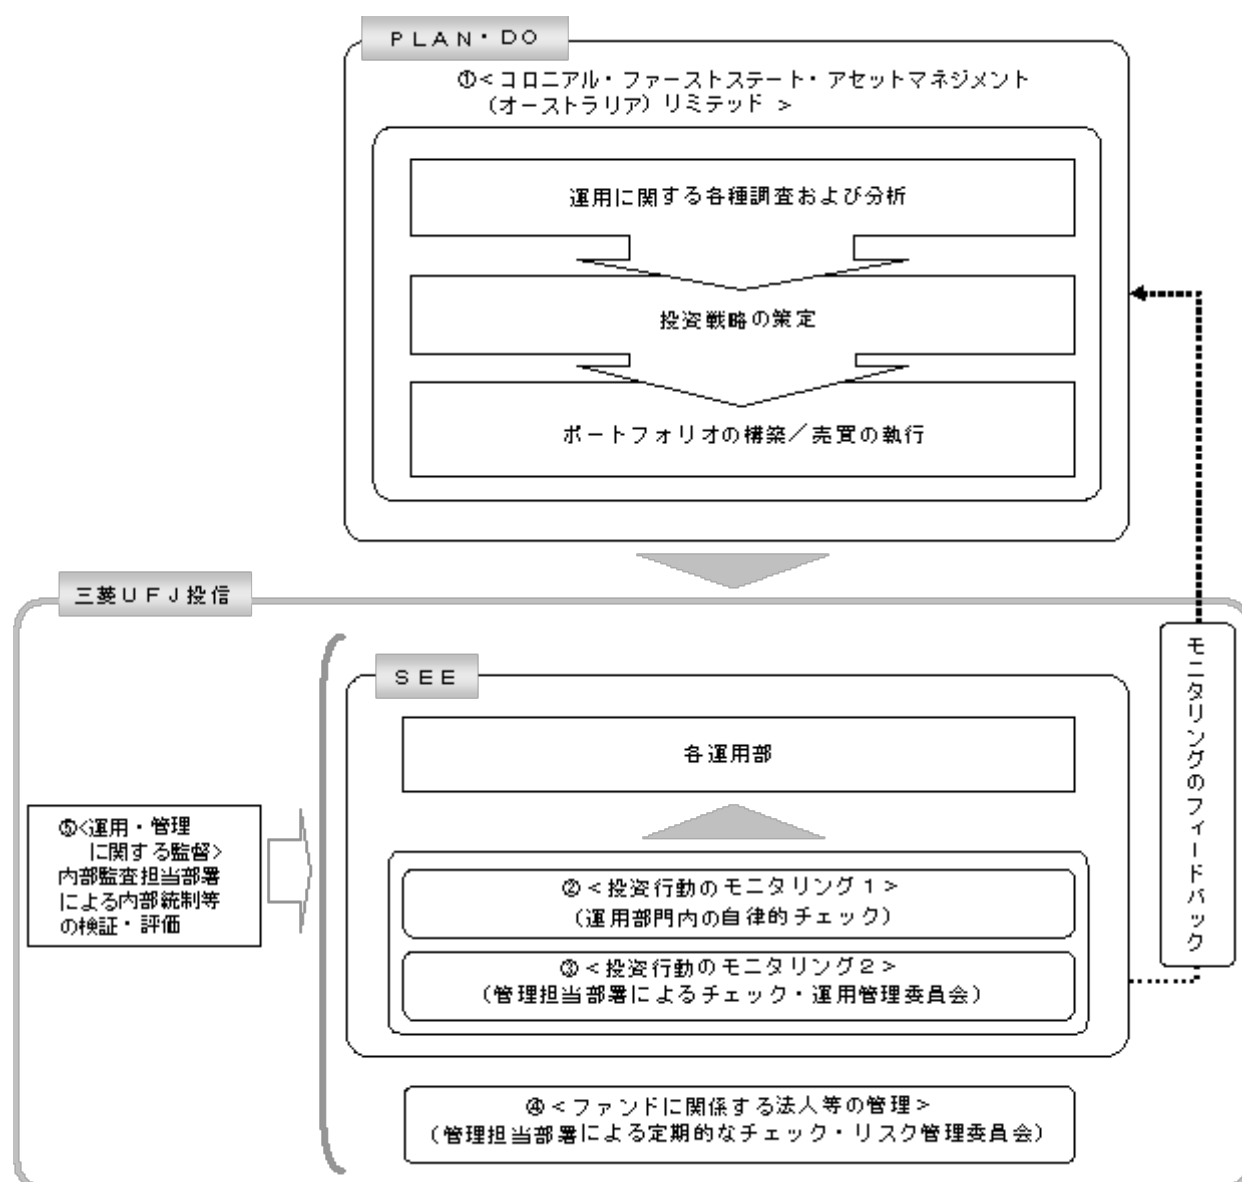 ＰＬＡＮ・ＤＯ
①＜コロニアル・ファーストステート・アセットマネジメント
（オーストラリア）リミテッド ＞
運用に関する各種調査および分析
投資戦略の策定
ポートフォリオの構築／売買の執行
三菱ＵＦＪ投信
ＳＥＥ
各運用部
⑤<運用・管理
に関する監督>
内部監査担当部署
による内部統制等
の検証・評価
②＜投資行動のモニタリング１＞
（運用部門内の自律的チェック）
③＜投資行動のモニタリング２＞
（管理担当部署によるチェック・運用管理委員会）
④＜ファンドに関係する法人等の管理＞
（管理担当部署による定期的なチェック・リスク管理委員会）
モニタリングのフィードバック